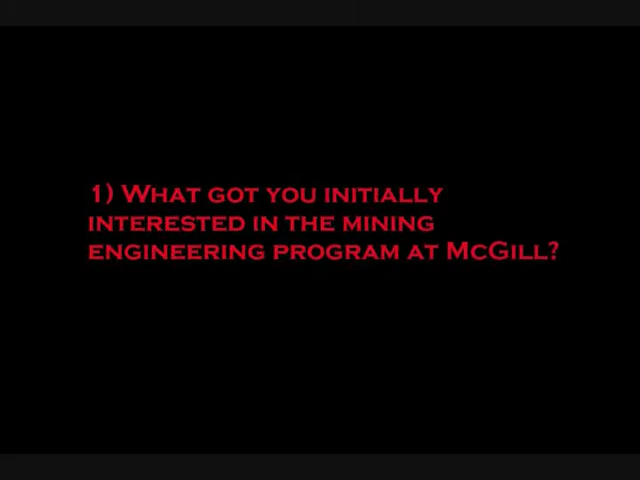 1) What got you initially
interested in the mining
engineering program at McGill?